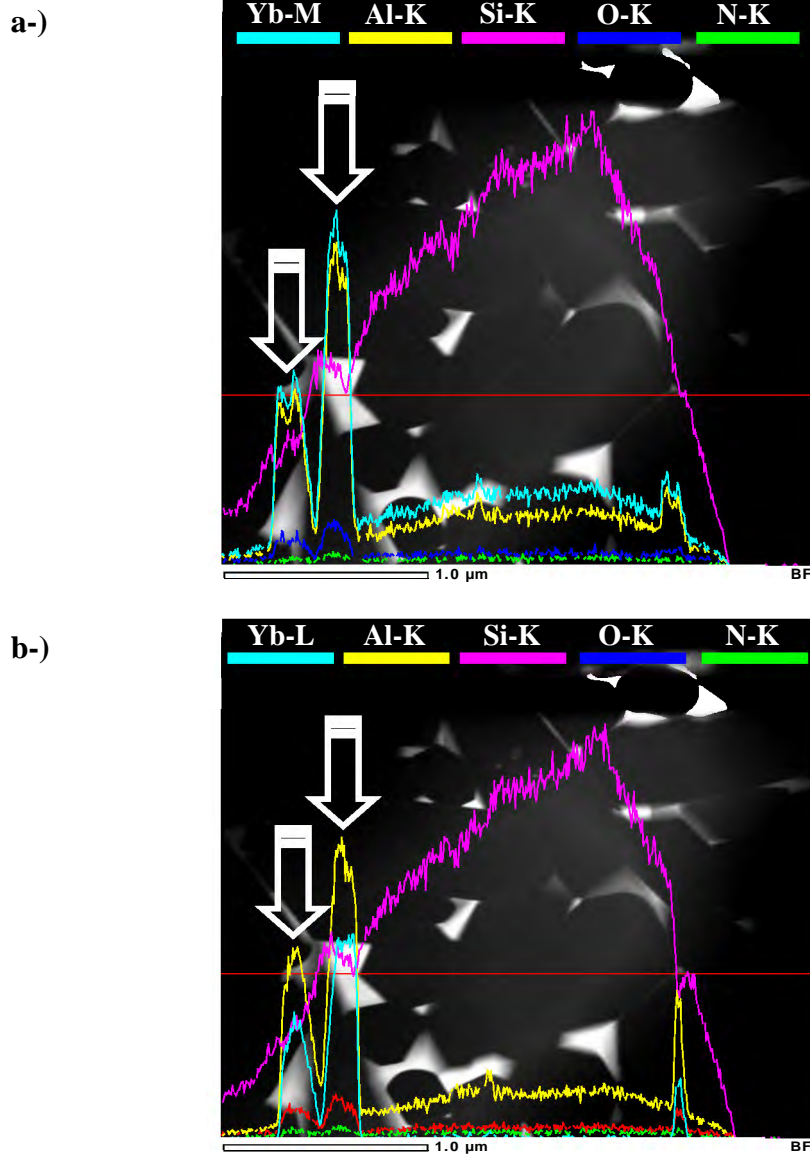 a-)
Yb-M Al-K Si-K O-K N-K
1.0 µm BF
b-)
Yb-L Al-K Si-K O-K N-K
1.0 µm BF